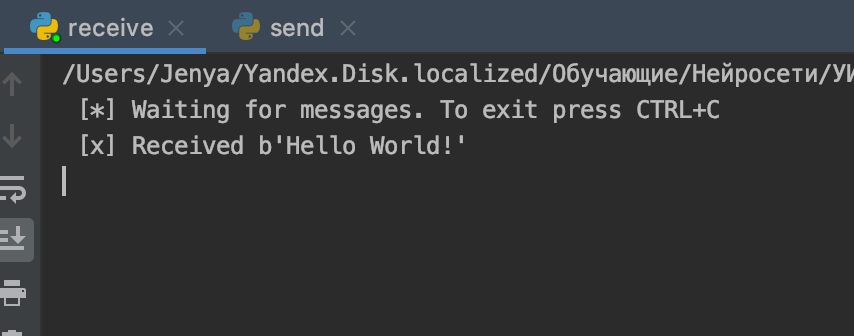 receive
send
/Users/Jenya/Yandex.Disk.localized/Обучающие/Нейросети/УИ
[*] Waiting for messages. To exit press CTRL+C
[x] Received b'Hello World!'